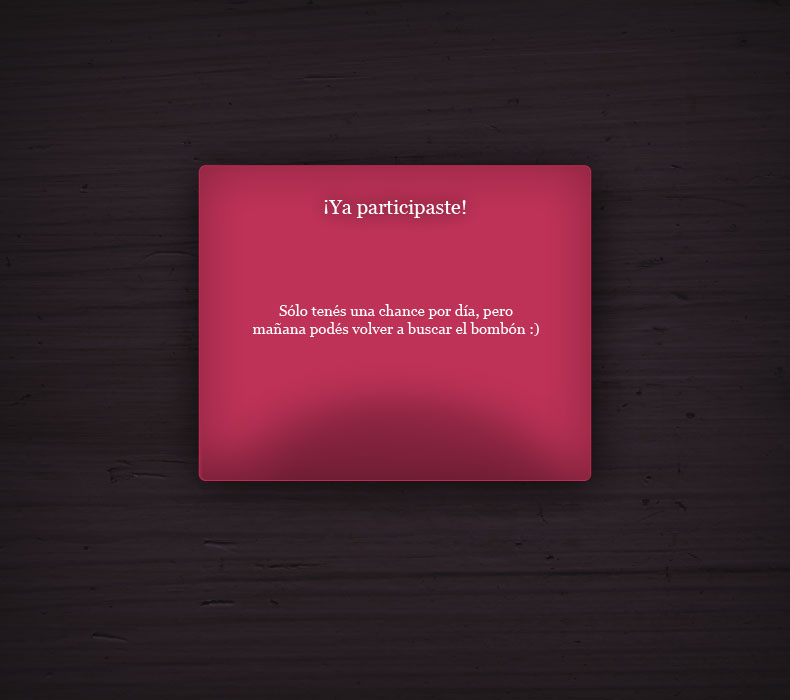 ¡Ya participaste!
Sólo tenés una chance por día, pero
mañana podés volver a buscar el bombón :)